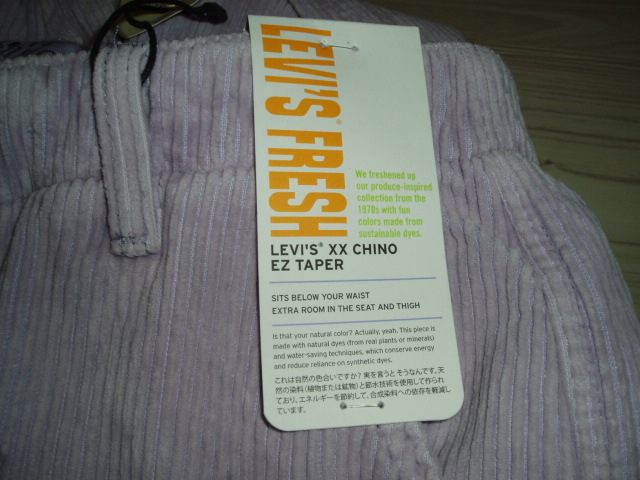 LEVI'S® FRESH
We freshened up
our produce-inspired
collection from the
1970s with fun
colors made from
sustainable dyes.
LEVI'S® XX CHINO
EZ TAPER
SITS BELOW YOUR WAIST
EXTRA ROOM IN THE SEAT AND THIGH
Is that your natural color? Actually, yeah. This piece is
made with natural dyes (from real plants or minerals)
and water-saving techniques, which conserve energy
and reduce reliance on synthetic dyes.
これは自然の色合いですか? 実を言うと そうなんです。天
然の染料(植物または鉱物)と節水技術を使用して作られ
ており、エネルギーを節約して、合成染料への依存を軽減し
ています。